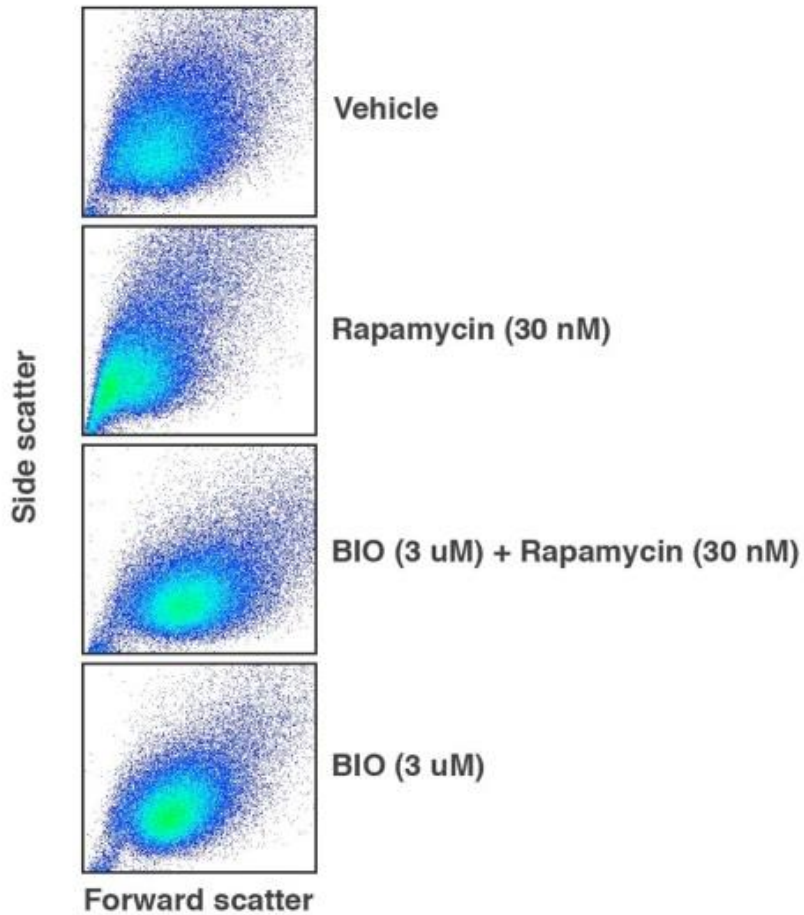 Vehicle
Rapamycin (30 nM)
Side scatter
BIO (3 uM) + Rapamycin (30 nM)
BIO (3 uM)
Forward scatter